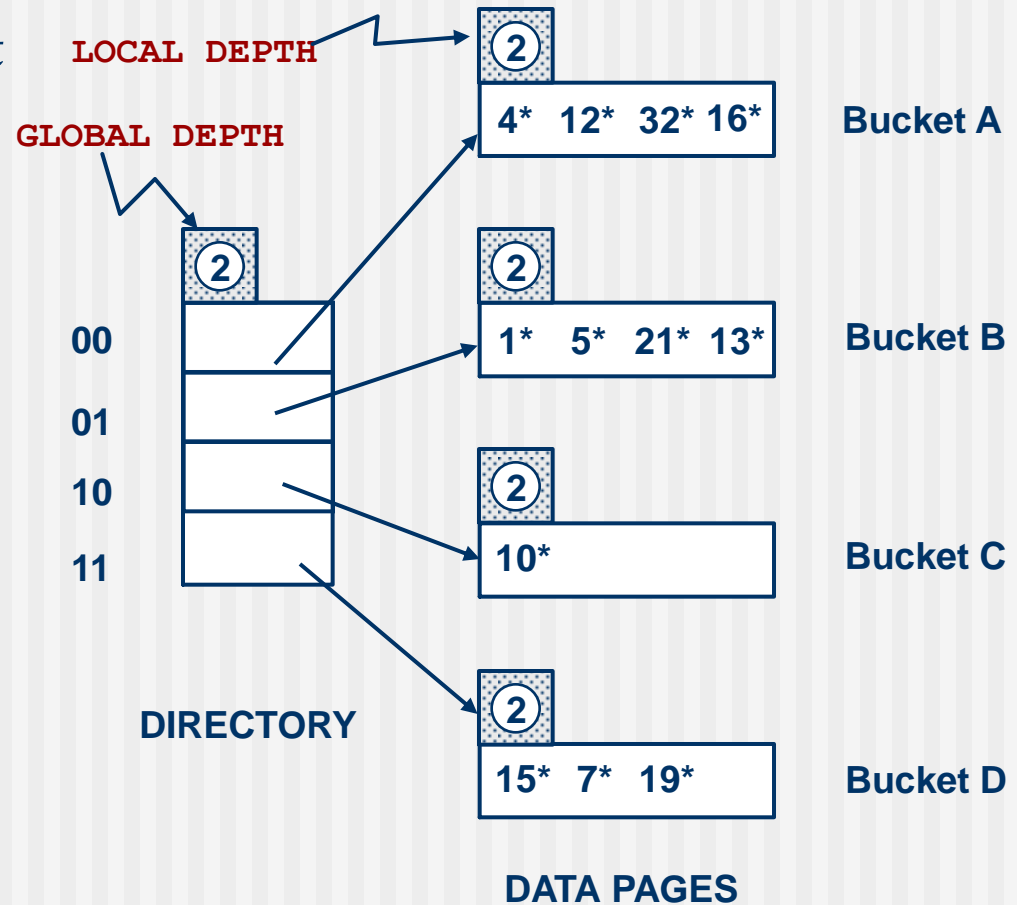 LOCAL DEPTH
GLOBAL DEPTH
2
00
01
10
11
DIRECTORY
2
4* 12* 32* 16*
Bucket A
2
1* 5* 21* 13*
Bucket B
2
10*
Bucket C
2
15* 7* 19*
Bucket D
DATA PAGES